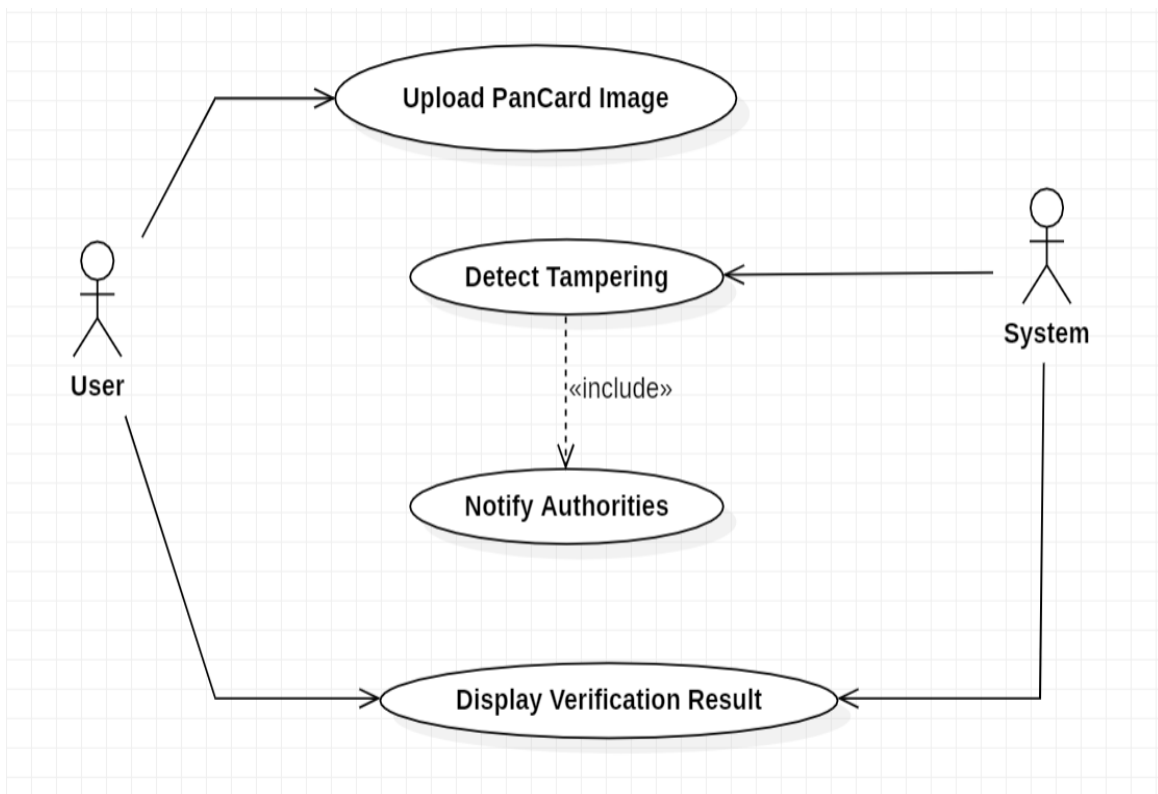 Upload PanCard Image
Detect Tampering
System
User
«include»
Notify Authorities
Display Verification Result